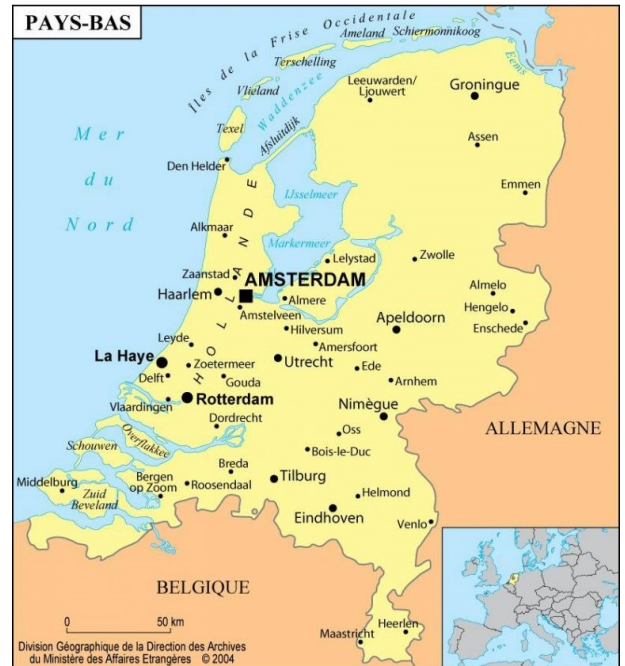 PAYS-BAS
Îles de la Frise Occidentale
Ameland
Schiermonnikoog
Terschelling
Vlieland
Waddenzee
Texel
Afsluitdijk
Eems
Leeuwarden/
Ljouwert
Groningue
Assen
Emmen
Mer
du
Nord
Den Helder
IJsselmeer
Alkmaar
Markermeer
Lelystad
Zwolle
HOLLANDE
Zaanstad
AMSTERDAM
Haarlem
Almere
Almelo
Hengelo
Enschede
Amstelveen
Hilversum
Apeldoorn
Leyde
Amersfoort
La Haye
Zoetermeer
Utrecht
Ede
Delft
Gouda
Arnhem
Vlaardingen
Rotterdam
Nimègue
Dordrecht
Overflakkee
Oss
ALLEMAGNE
Schouwen
Bois-le-Duc
Breda
Middelburg
Bergen
op Zoom
Roosendaal
Tilburg
Zuid
Beveland
Helmond
Eindhoven
Venlo
BELGIQUE
0 50 km
Maastricht
Heerlen
Division Géographique de la Direction des Archives
du Ministère des Affaires Etrangères © 2004